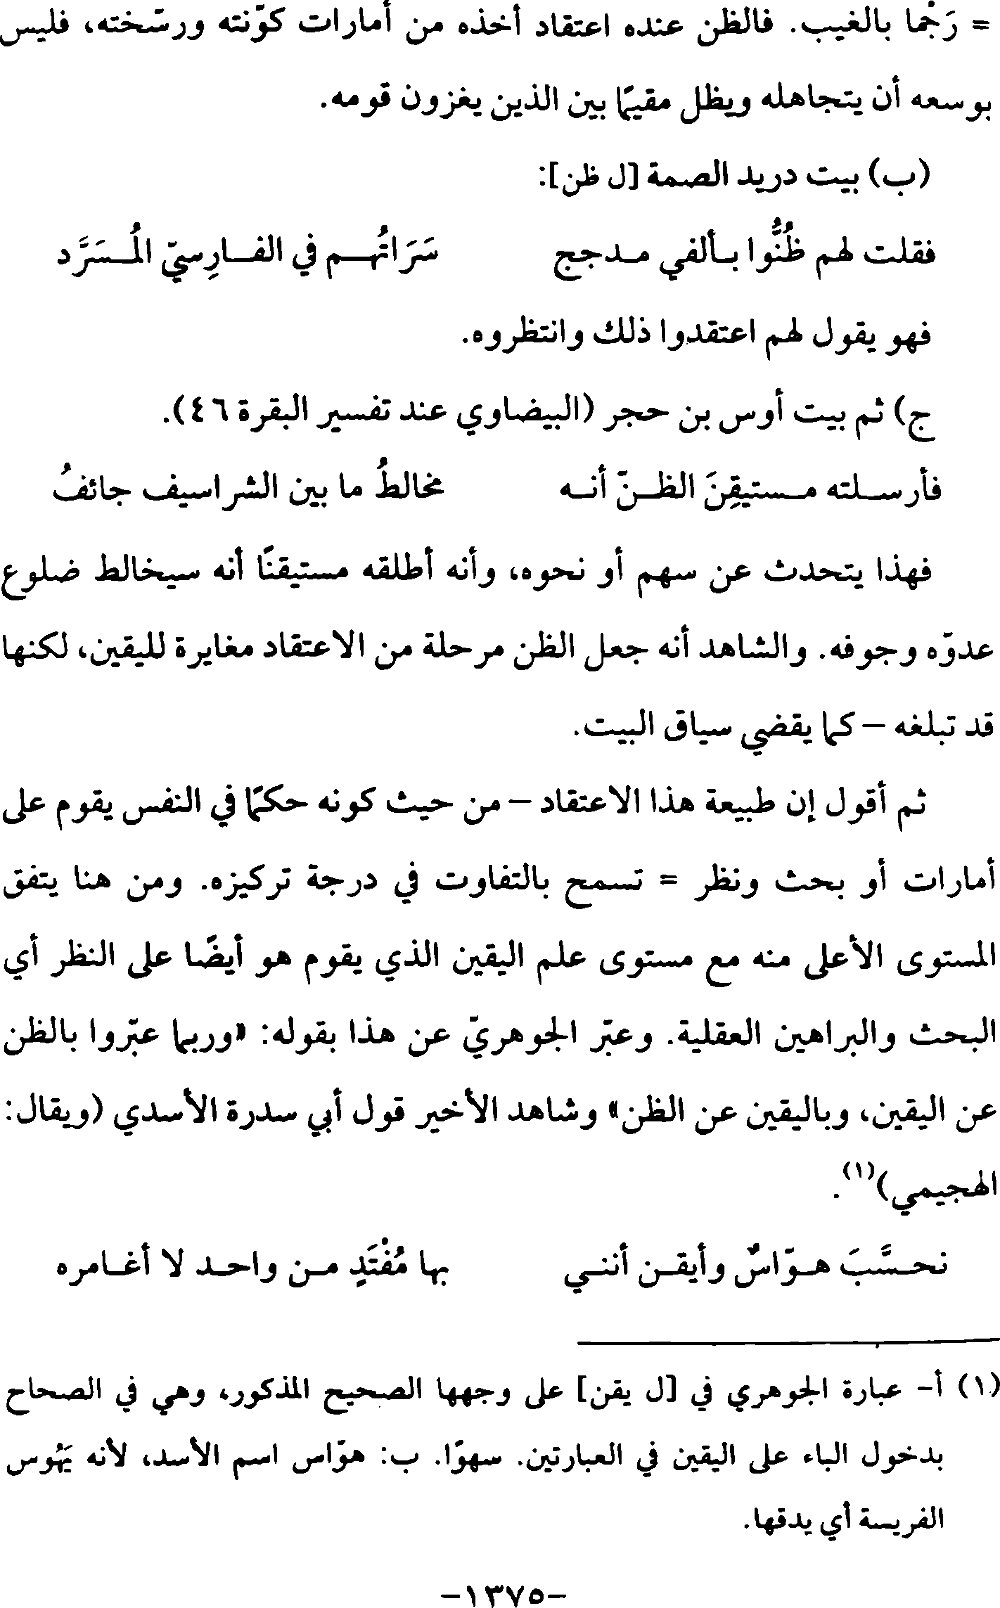 = رَجْما بالغيب. فالظن عنده اعتقاد أخذه من أمارات كوّنته ورسّخته، فليس
بوسعه أن يتجاهله ويظل مقيمًا بين الذين يغزون قومه.
(ب) بيت دريد الصمة [ل ظن]:
فقلت لهم ظُنُّوا بـألفي مـدجج سَرَاتُهـم في الفـارِسيّ المُـسَرَّد
فهو يقول لهم اعتقدوا ذلك وانتظروه.
ج) ثم بيت أوس بن حجر (البيضاوي عند تفسير البقرة ٤٦).
فأرسـلته مـستيقِنَ الظـنّ أنـه مخالطُ ما بين الشراسيف جائفُ
فهذا يتحدث عن سهم أو نحوه، وأنه أطلقه مستيقنًا أنه سيخالط ضلوع
عدوّه وجوفه. والشاهد أنه جعل الظن مرحلة من الاعتقاد مغايرة لليقين، لكنها
قد تبلغه – كما يقضي سياق البيت.
ثم أقول إن طبيعة هذا الاعتقاد – من حيث كونه حكمًا في النفس يقوم على
أمارات أو بحث ونظر = تسمح بالتفاوت في درجة تركيزه. ومن هنا يتفق
المستوى الأعلى منه مع مستوى علم اليقين الذي يقوم هو أيضًا على النظر أي
البحث والبراهين العقلية. وعبّر الجوهريّ عن هذا بقوله: «وربما عبّروا بالظن
عن اليقين، وباليقين عن الظن» وشاهد الأخير قول أبي سدرة الأسدي (ويقال:
الهجيمي)(١).
نحـسَّبَ هـوّاسٌ وأيقـن أننـي بها مُفْتَدٍ مـن واحـد لا أغـامره
(١) أ- عبارة الجوهري في [ل يقن] على وجهها الصحيح المذكور، وهي في الصحاح
بدخول الباء على اليقين في العبارتين. سهوًا. ب: هوّاس اسم الأسد، لأنه يَهُوس
الفريسة أي يدقها.
-١٣٧٥-